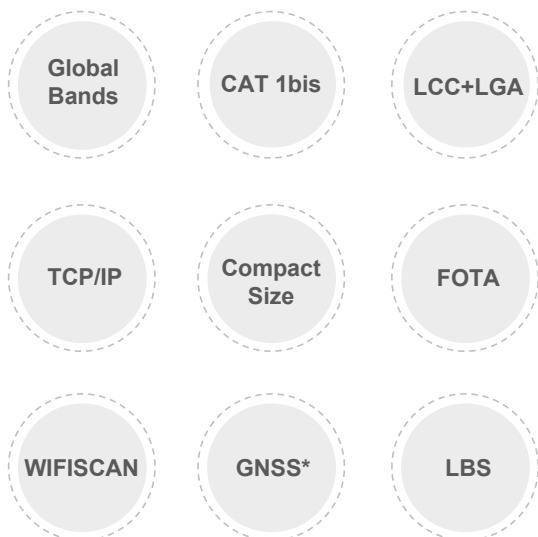 Global
Bands
CAT 1bis
LCC+LGA
TCP/IP
Compact
Size
FOTA
WIFISCAN
GNSS*
LBS